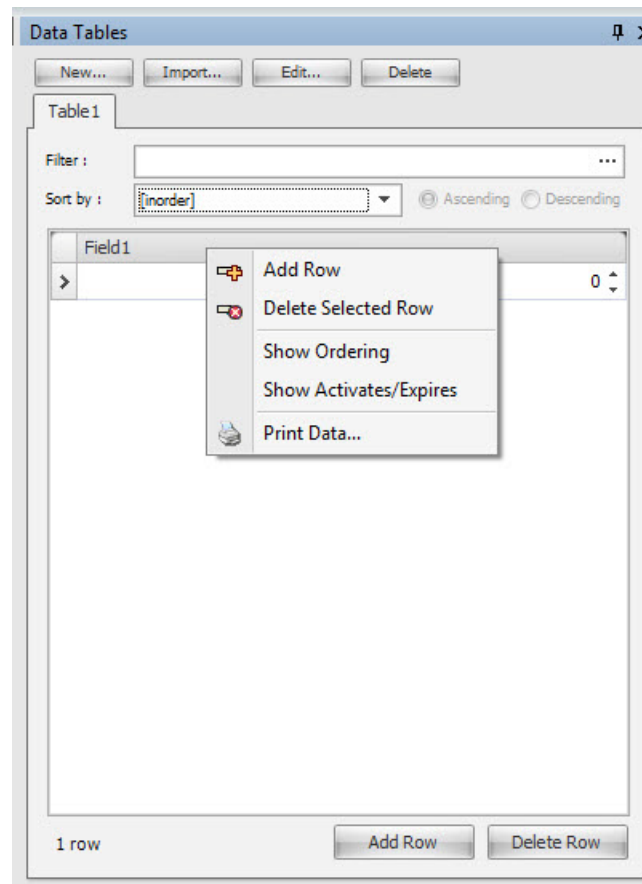 Data Tables
New... Import... Edit... Delete
Table1
Filter : ...
Sort by : [inorder] Ascending Descending
Field1
0
Add Row
Delete Selected Row
Show Ordering
Show Activates/Expires
Print Data...
1 row Add Row Delete Row